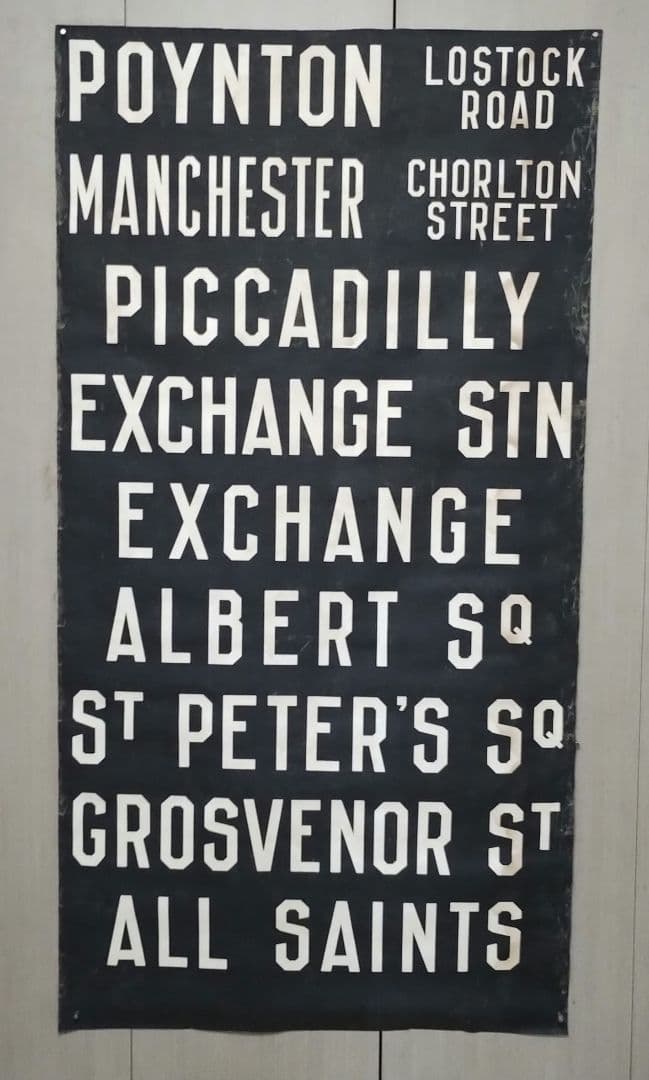 POYNTON LOSTOCK ROAD
MANCHESTER CHORLTON STREET
PICCADILLY
EXCHANGE STN
EXCHANGE
ALBERT SQ
ST PETER'S SQ
GROSVENOR ST
ALL SAINTS